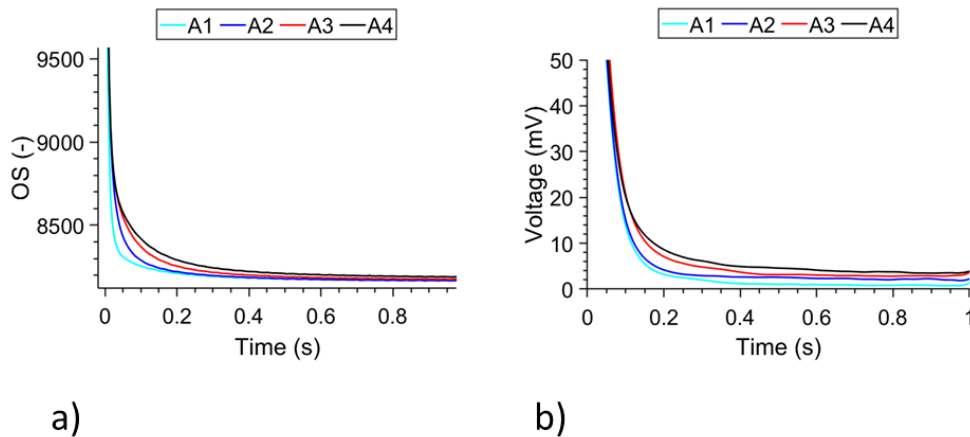 A1 A2 A3 A4
A1 A2 A3 A4
9500
9000
8500
OS (-)
0 0.2 0.4 0.6 0.8
Time (s)
50
40
30
20
10
0
Voltage (mV)
0 0.2 0.4 0.6 0.8 1
Time (s)
a)
b)